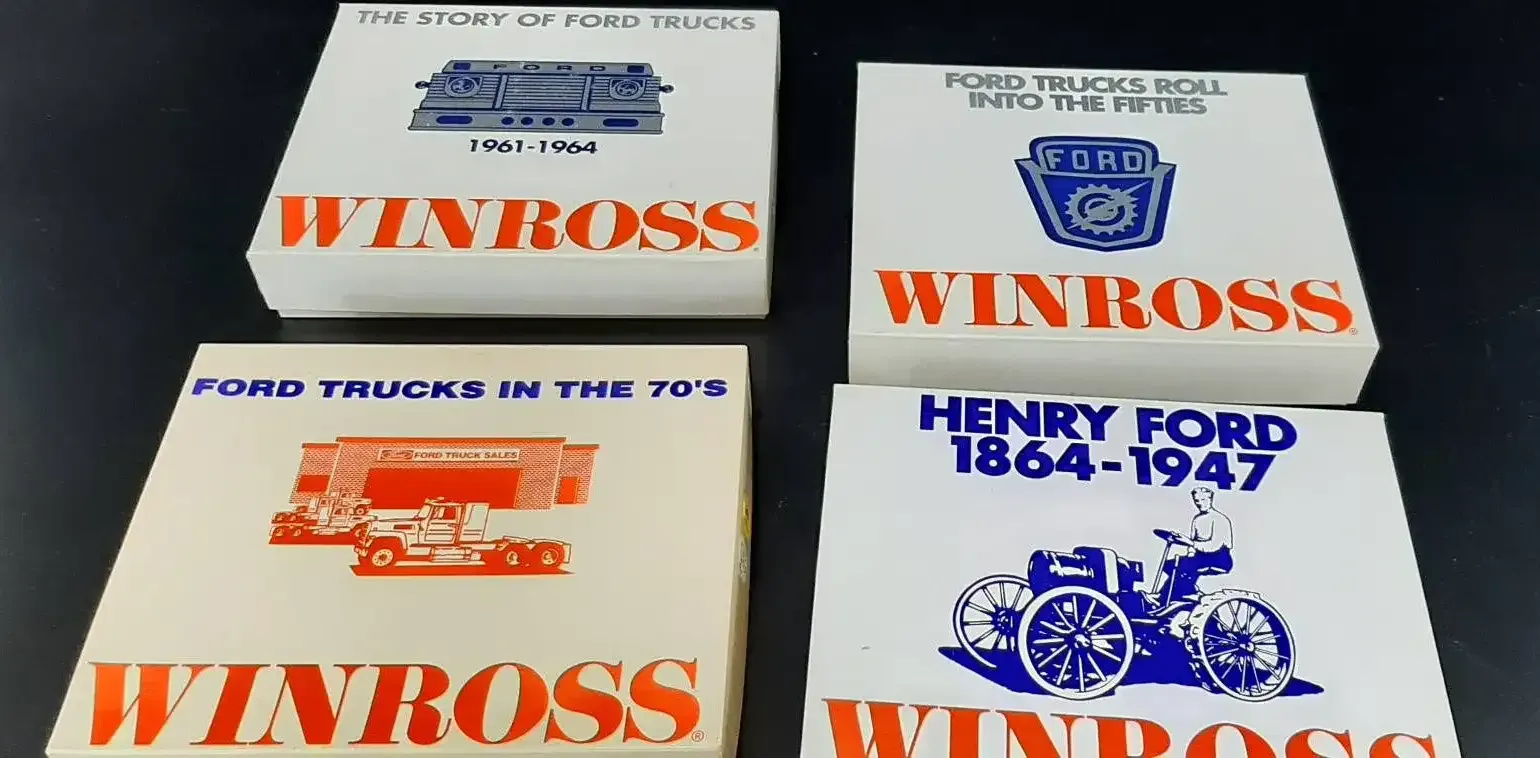 THE STORY OF FORD TRUCKS
FORD
1961-1964
WINROSS
FORD TRUCKS ROLL
INTO THE FIFTIES
FORD
WINROSS®
FORD TRUCKS IN THE 70'S
FORD TRUCK SALES
WINROSS®
HENRY FORD
1864-1947
WINROSS